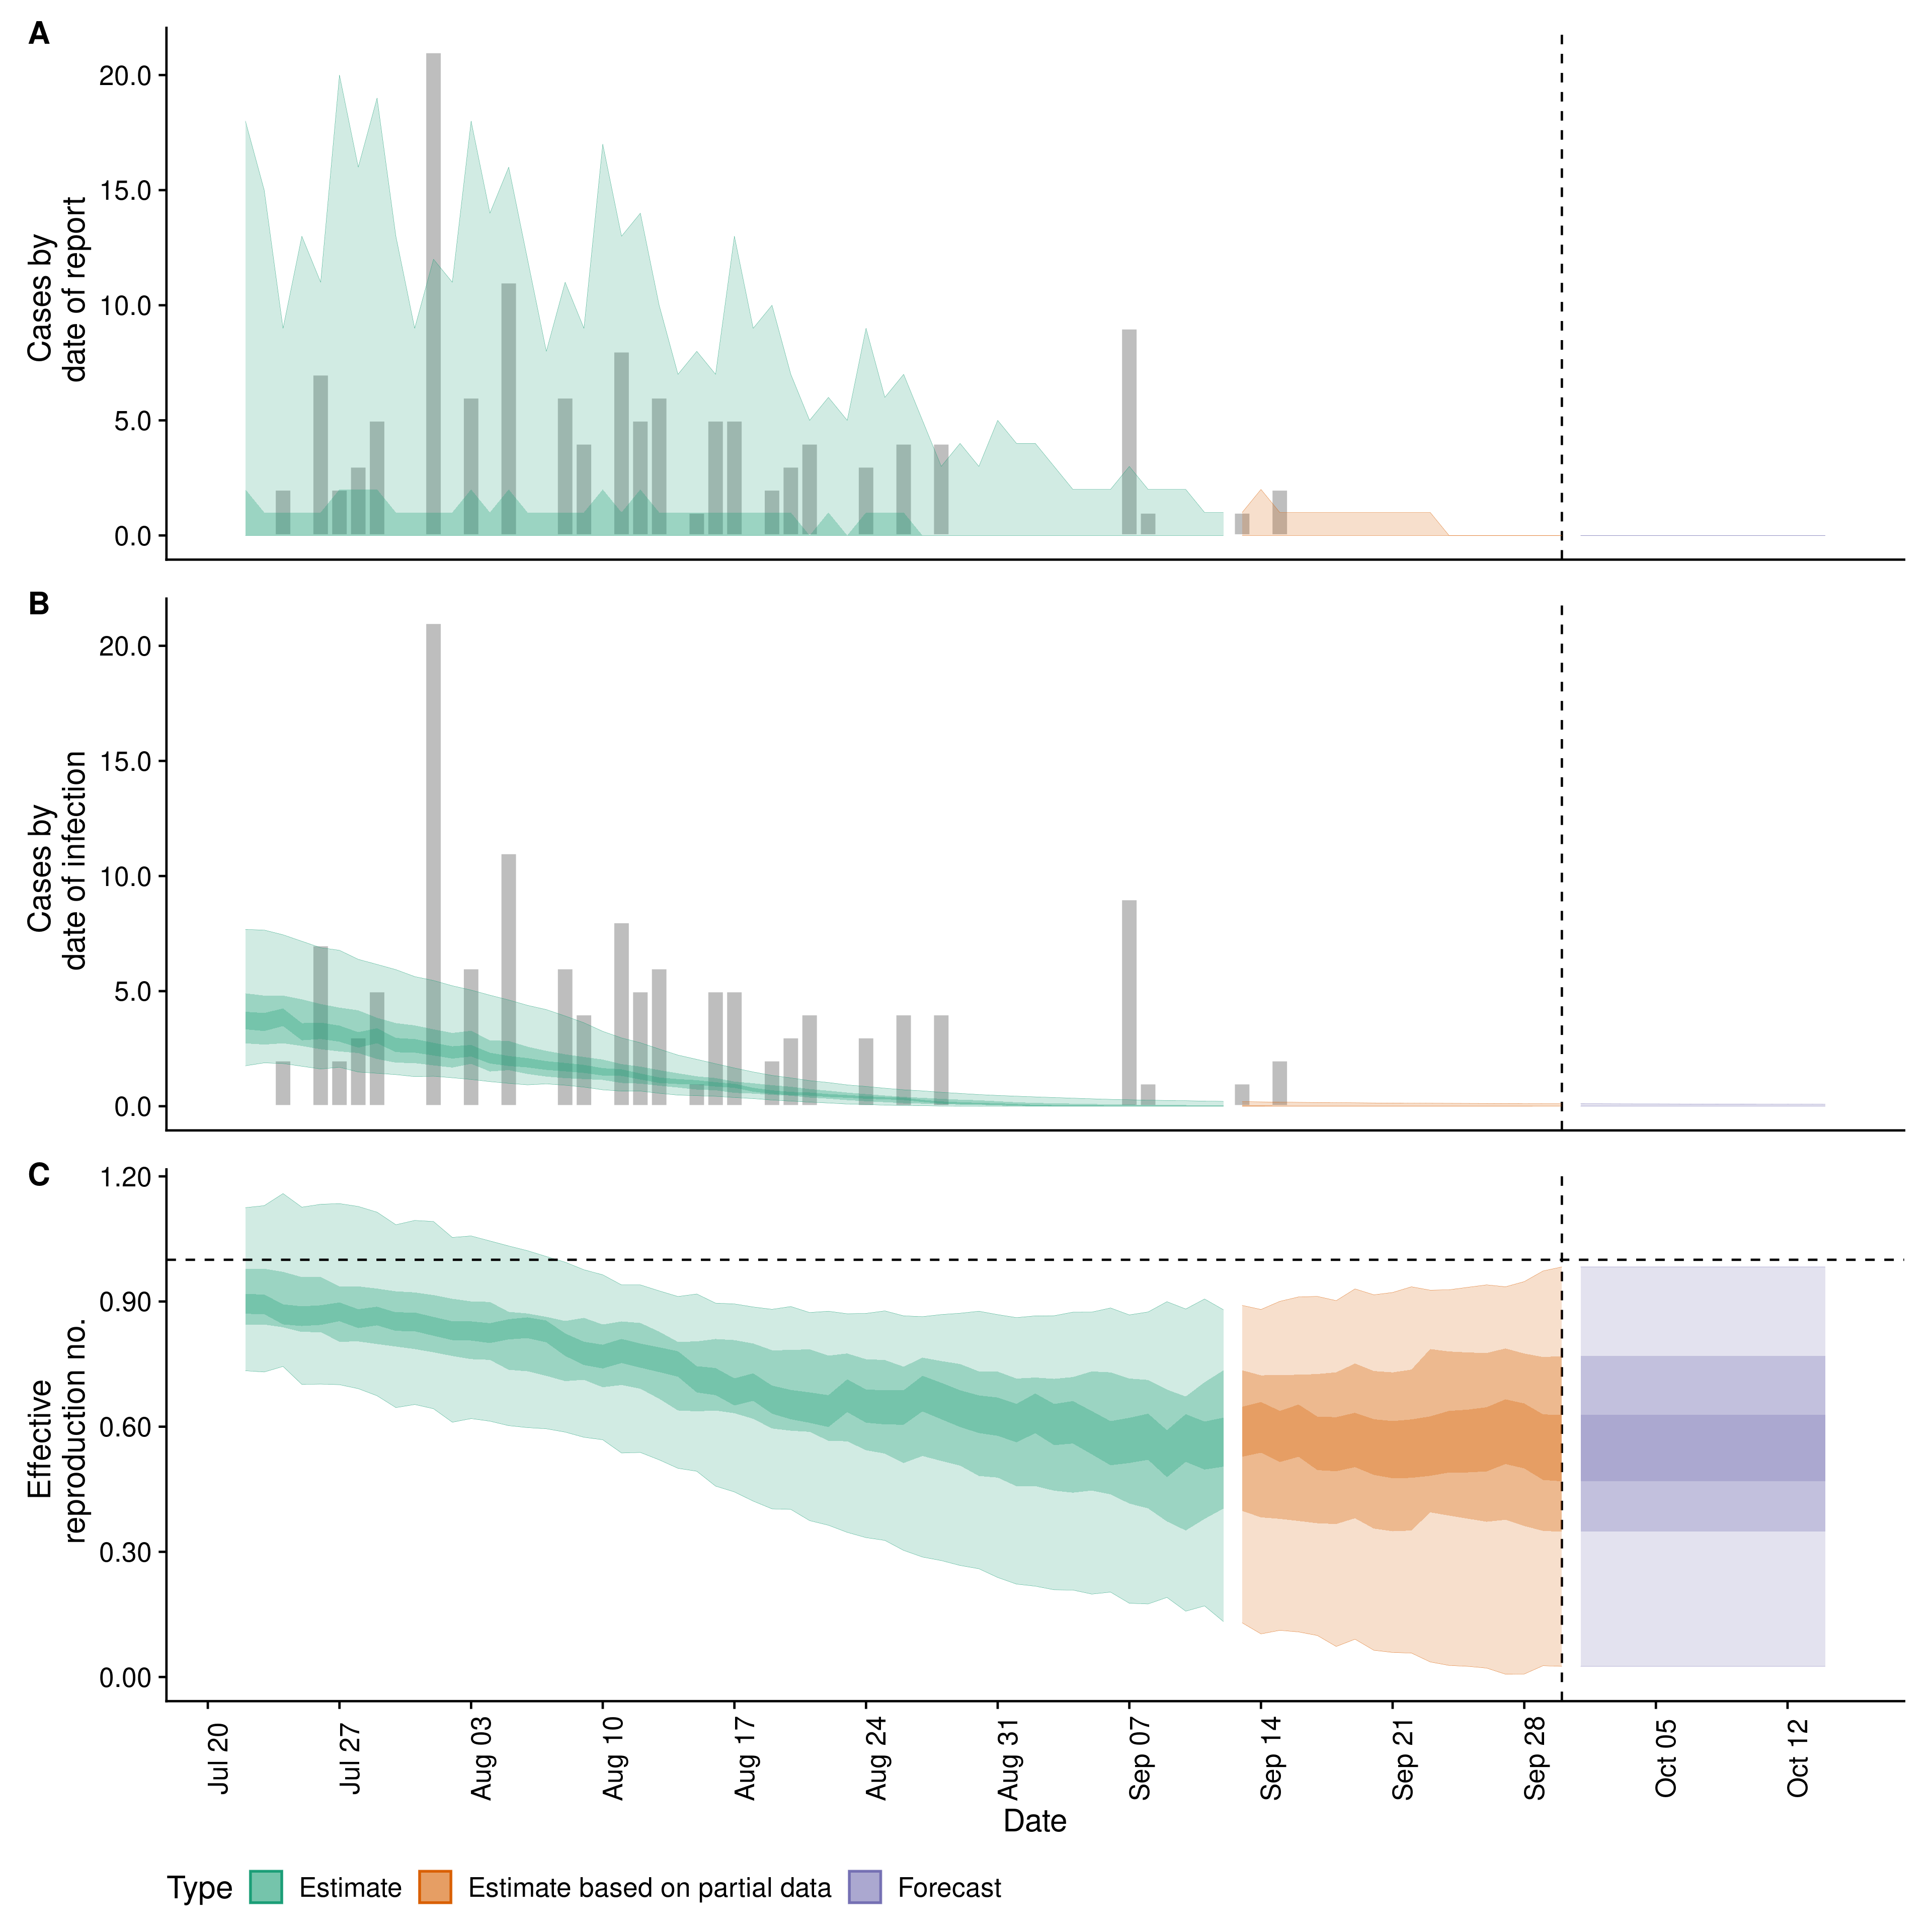 A
Cases by
date of report
20.0
15.0
10.0
5.0
0.0
B
Cases by
date of infection
20.0
15.0
10.0
5.0
0.0
C
Effective
reproduction no.
1.20
0.90
0.60
0.30
0.00
Jul 20
Jul 27
Aug 03
Aug 10
Aug 17
Aug 24
Aug 31
Sep 07
Sep 14
Sep 21
Sep 28
Oct 05
Oct 12
Date
Type Estimate Estimate based on partial data Forecast